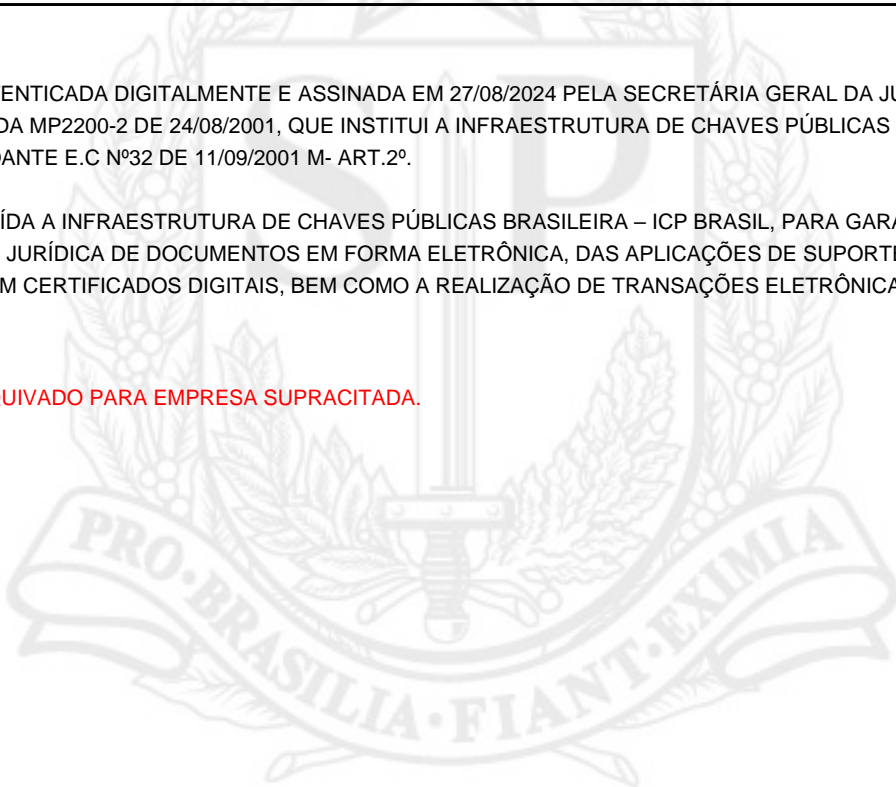 ENTICADA DIGITALMENTE E ASSINADA EM 27/08/2024 PELA SECRETÁRIA GERAL DA JU
DA MP2200-2 DE 24/08/2001, QUE INSTITUI A INFRAESTRUTURA DE CHAVES PÚBLICAS
DANTE E.C Nº32 DE 11/09/2001 M- ART.2º.
ÍDA A INFRAESTRUTURA DE CHAVES PÚBLICAS BRASILEIRA – ICP BRASIL, PARA GARA
JURÍDICA DE DOCUMENTOS EM FORMA ELETRÔNICA, DAS APLICAÇÕES DE SUPORTE
M CERTIFICADOS DIGITAIS, BEM COMO A REALIZAÇÃO DE TRANSAÇÕES ELETRÔNICA
UIVADO PARA EMPRESA SUPRACITADA.
SP
PRO·BRASILIA·FIANT·EXIMIA